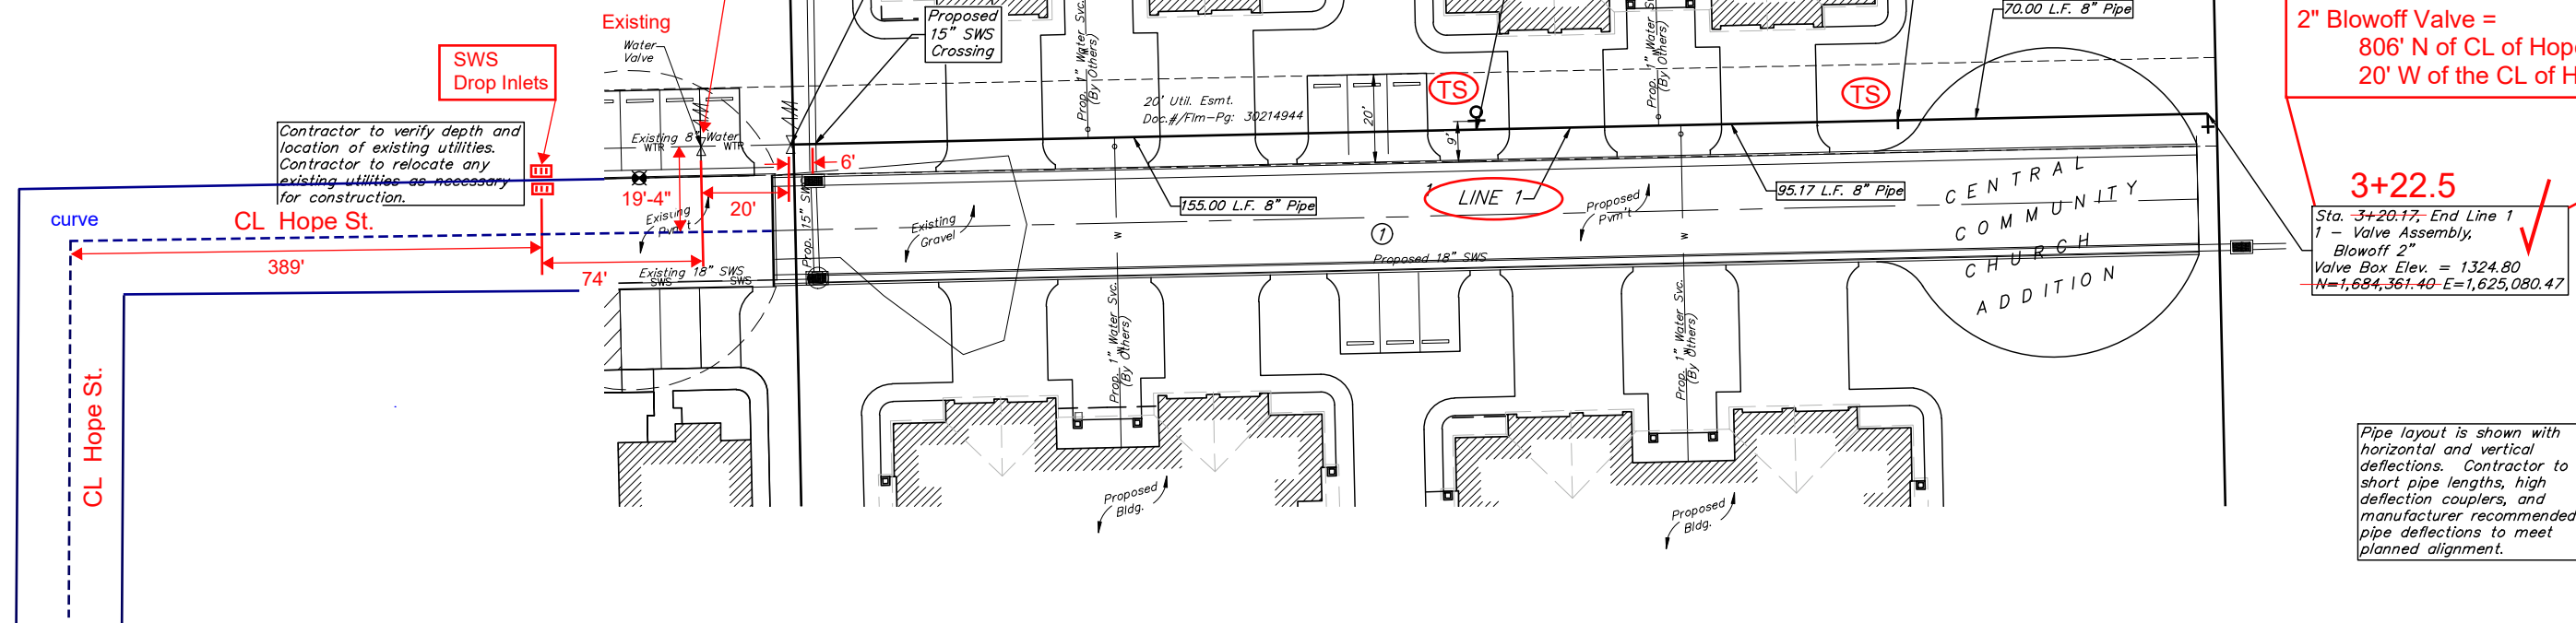 Existing
Water
Valve
SWS
Drop Inlets
Contractor to verify depth and
location of existing utilities.
Contractor to relocate any
existing utilities as necessary
for construction.
curve
CL Hope St.
389'
74'
CL Hope St.
Existing 8" Water
WTR
WTR
19'-4"
20'
6'
Existing
Pvm't
Existing 18" SWS
SWS
SWS
Prop. 15" SWS
Existing
Gravel
Proposed
15" SWS
Crossing
Prop. 1" Water Svc.
(By Others)
20' Util. Esmt.
Doc.#/Flm-Pg: 30214944
20'
9'
TS
Prop. 1" Water Svc.
(By Others)
TS
70.00 L.F. 8" Pipe
155.00 L.F. 8" Pipe
LINE 1
1
Proposed
Pvm't
95.17 L.F. 8" Pipe
W
W
Proposed 18" SWS
CENTRAL
COMMUNITY
CHURCH
ADDITION
Prop. 1" Water Svc.
(By Others)
Prop. 1" Water Svc.
(By Others)
Proposed
Bldg.
Proposed
Bldg.
2" Blowoff Valve =
806' N of CL of Hop
20' W of the CL of H
3+22.5
Sta. 3+20.17, End Line 1
1 - Valve Assembly,
Blowoff 2"
Valve Box Elev. = 1324.80
N=1,684,361.40 E=1,625,080.47
Pipe layout is shown with
horizontal and vertical
deflections. Contractor to
short pipe lengths, high
deflection couplers, and
manufacturer recommended
pipe deflections to meet
planned alignment.